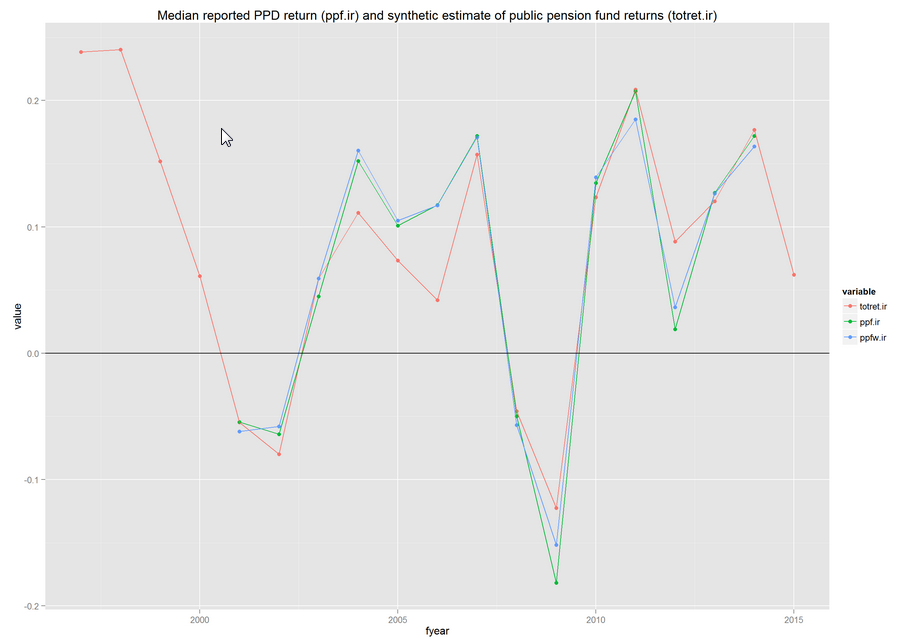 Median reported PPD return (ppf.ir) and synthetic estimate of public pension fund returns (totret.ir)
0.2
0.1
0.0
-0.1
-0.2
value
2000 2005 2010 2015
fyear
variable
totret.ir
ppf.ir
ppfw.ir